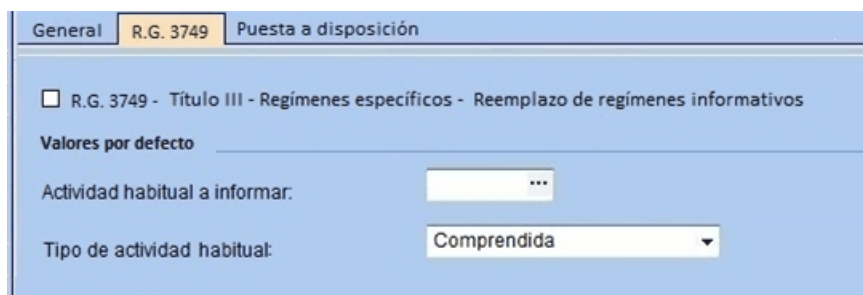 General R.G. 3749 Puesta a disposición
R.G. 3749 - Título III - Regímenes específicos - Reemplazo de regímenes informativos
Valores por defecto
Actividad habitual a informar: ...
Tipo de actividad habitual: Comprendida